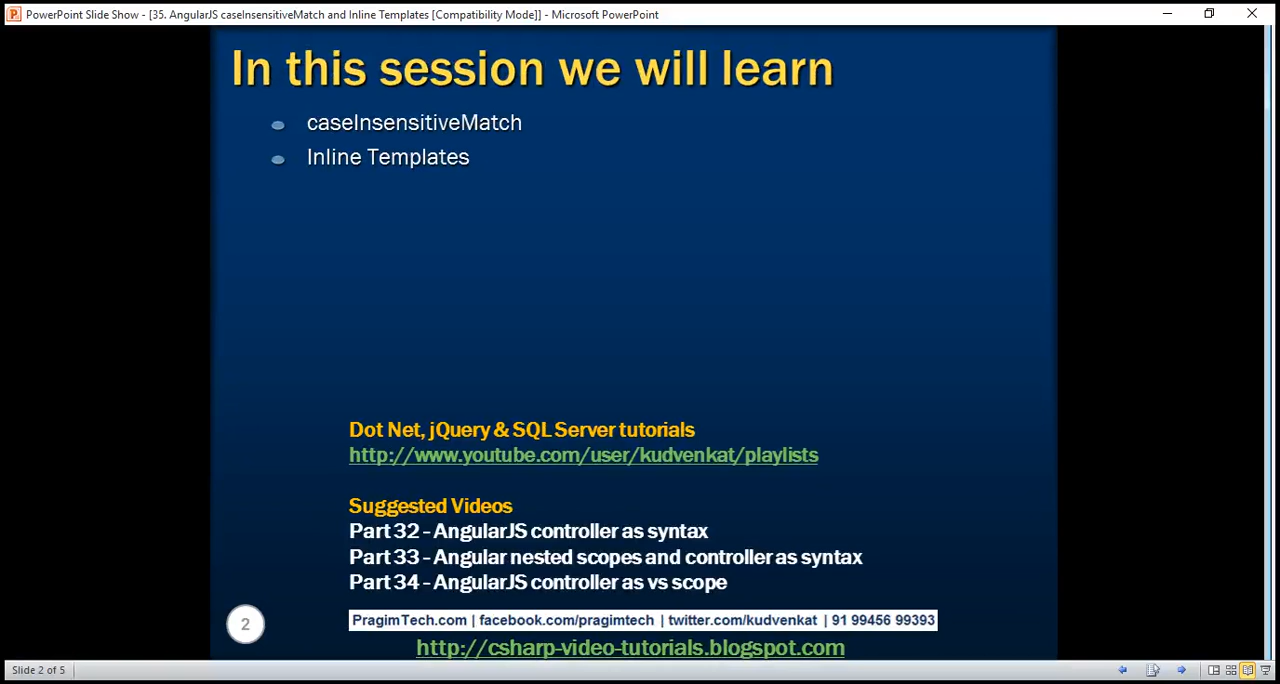 PowerPoint Slide Show - [35. AngularJS caseInsensitiveMatch and Inline Templates [Compatibility Mode]] - Microsoft PowerPoint
In this session we will learn
caseInsensitiveMatch
Inline Templates
Dot Net, jQuery & SQL Server tutorials
http://www.youtube.com/user/kudvenkat/playlists
Suggested Videos
Part 32 - AngularJS controller as syntax
Part 33 - Angular nested scopes and controller as syntax
Part 34 - AngularJS controller as vs scope
2
PragimTech.com | facebook.com/pragimtech | twitter.com/kudvenkat | 91 99456 99393
http://csharp-video-tutorials.blogspot.com
Slide 2 of 5